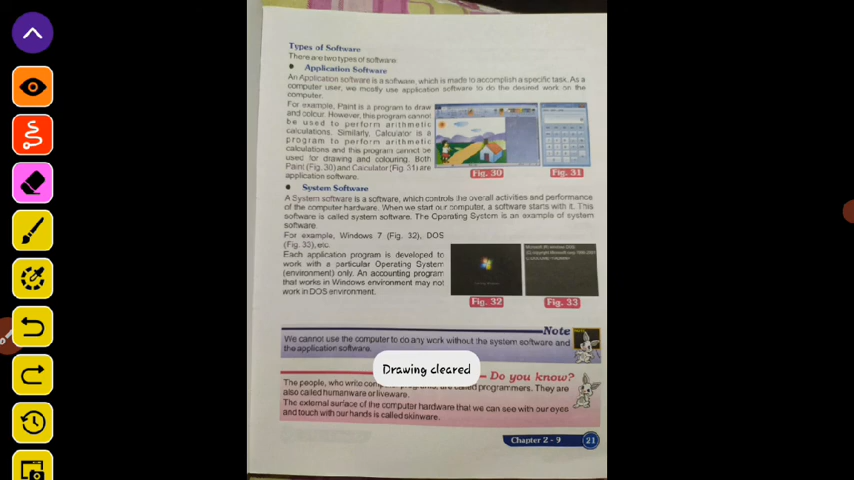 Types of Software
There are two types of software
Application Software
An Application software is a software, which is made to accomplish a specific task. As a
computer user, we mostly use application software to do the desired work on the
computer.
For example, Paint is a program to draw
and colour. However, this program cannot
be used to perform arithmetic
calculations. Similarly, Calculator is a
program to perform arithmetic
calculations and this program cannot be
used for drawing and colouring. Both
Paint (Fig. 30) and Calculator (Fig. 31) are
application software.
Fig. 30
Fig. 31
System Software
A System software is a software, which controls the overall activities and performance
of the computer hardware. When we start our computer, a software starts with it. This
software is called system software. The Operating System is an example of system
software.
For example, Windows 7 (Fig. 32), DOS
(Fig. 33), etc.
Each application program is developed to
work with a particular Operating System
(environment) only. An accounting program
that works in Windows environment may not
work in DOS environment.
Fig. 32
Fig. 33
Note
We cannot use the computer to do any work without the system software and
the application software.
Drawing cleared
Do you know?
The people, who write programs, are called programmers. They are
also called humanware or liveware.
The external surface of the computer hardware that we can see with our eyes
and touch with our hands is called skinware.
Chapter 2 - 9
21